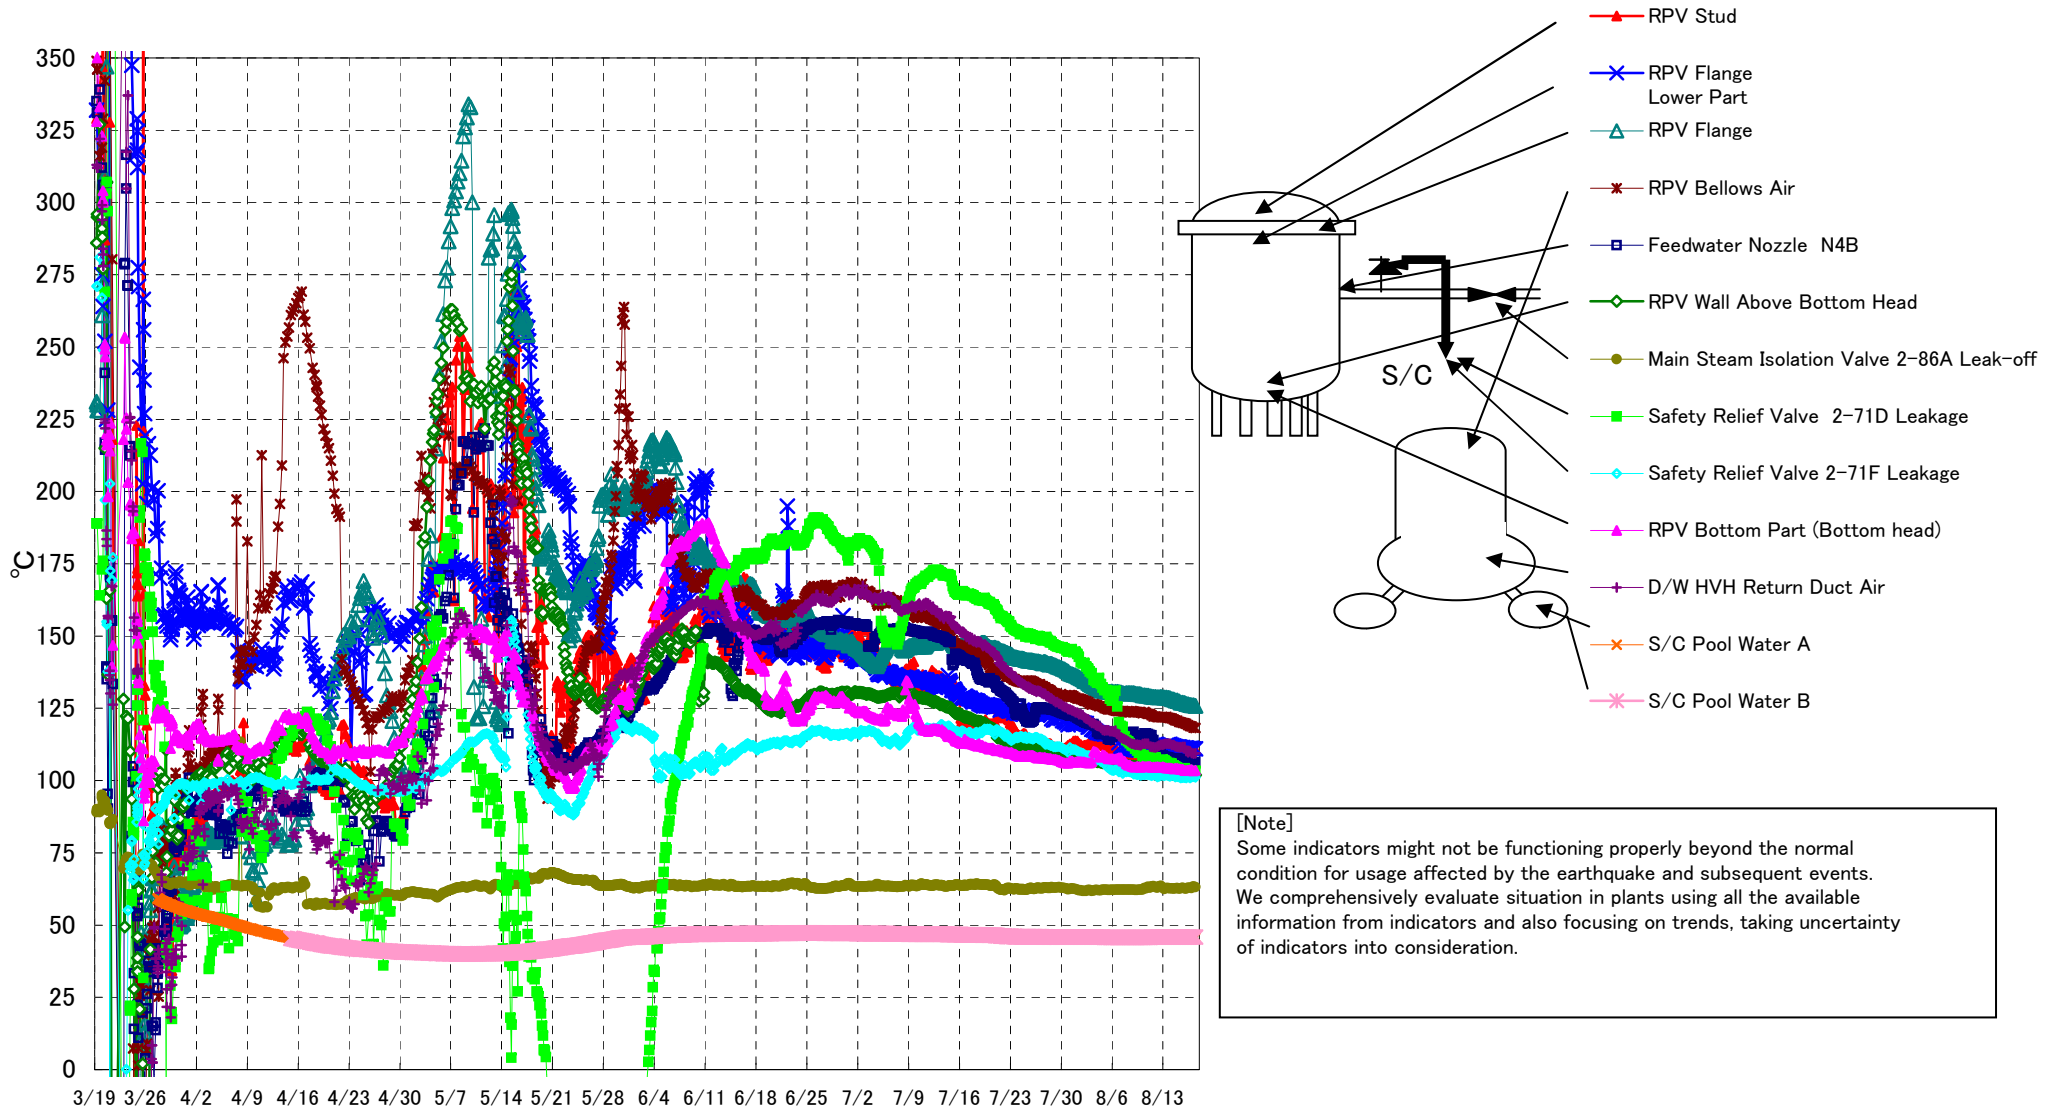 350
325
300
275
250
225
200
175
150
125
100
75
50
25
0
℃
3/19 3/26 4/2 4/9 4/16 4/23 4/30 5/7 5/14 5/21 5/28 6/4 6/11 6/18 6/25 7/2 7/9 7/16 7/23 7/30 8/6 8/13
RPV Stud
RPV Flange
Lower Part
RPV Flange
RPV Bellows Air
Feedwater Nozzle N4B
RPV Wall Above Bottom Head
Main Steam Isolation Valve 2-86A Leak-off
Safety Relief Valve 2-71D Leakage
Safety Relief Valve 2-71F Leakage
RPV Bottom Part (Bottom head)
D/W HVH Return Duct Air
S/C Pool Water A
S/C Pool Water B
S/C
[Note]
Some indicators might not be functioning properly beyond the normal
condition for usage affected by the earthquake and subsequent events.
We comprehensively evaluate situation in plants using all the available
information from indicators and also focusing on trends, taking uncertainty
of indicators into consideration.